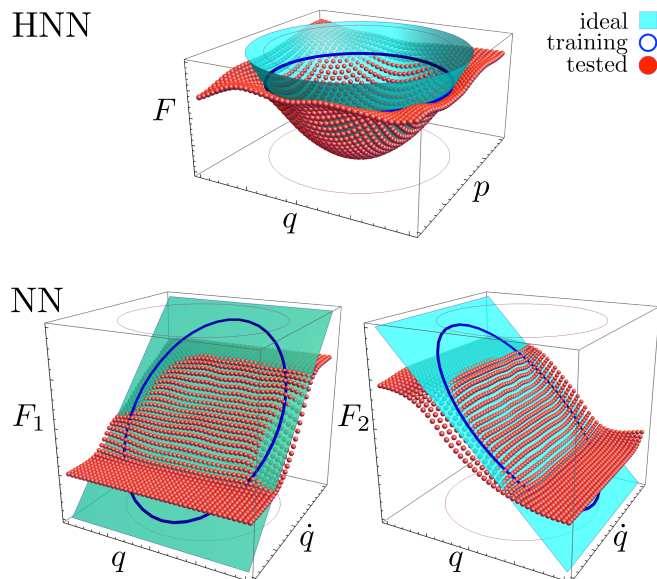 HNN
ideal
training
tested
F
q
p
NN
F₁
q
q̇
F₂
q
q̇